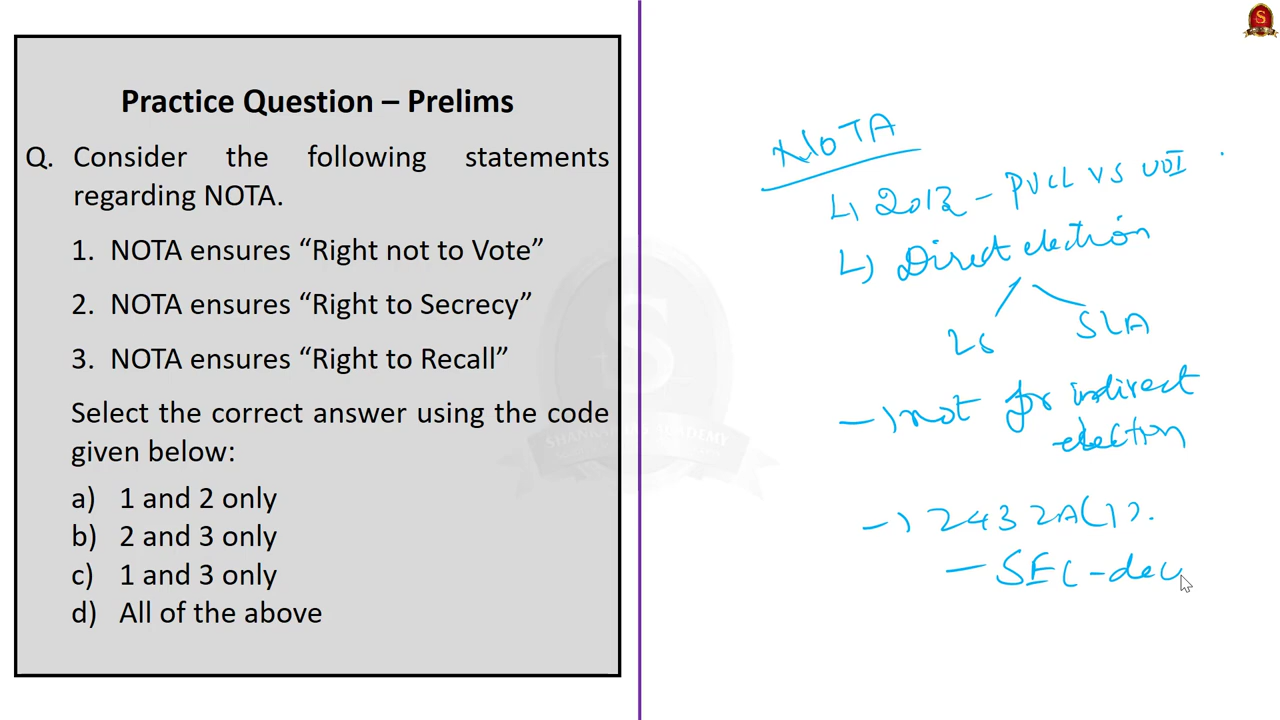 Practice Question – Prelims
Q. Consider the following statements
regarding NOTA.
1. NOTA ensures “Right not to Vote”
2. NOTA ensures “Right to Secrecy”
3. NOTA ensures “Right to Recall”
Select the correct answer using the code
given below:
a) 1 and 2 only
b) 2 and 3 only
c) 1 and 3 only
d) All of the above
NOTA
2013 - PUCL VS UOI
Direct election
LS SLA
not for indirect
election
243 ZA(1).
- SEC - dec